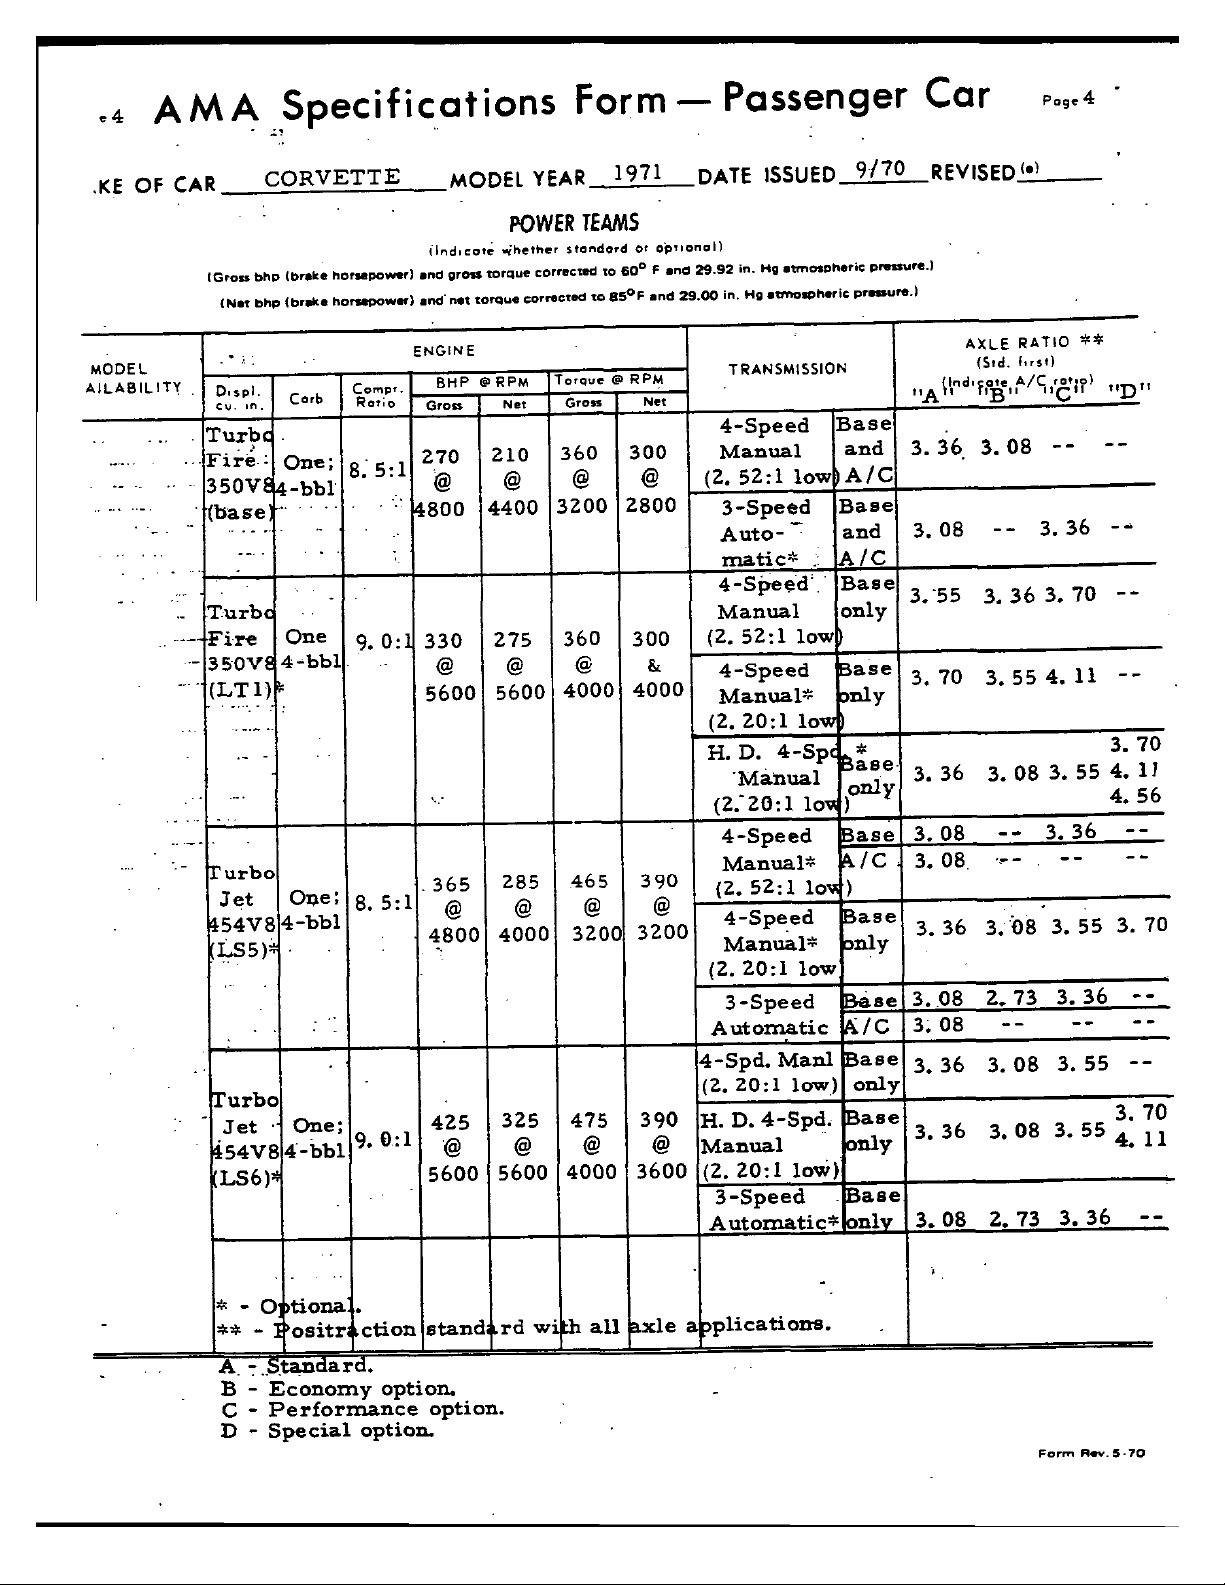 e 4 AMA Specifications Form — Passenger Car Page 4
.KE OF CAR CORVETTE MODEL YEAR 1971 DATE ISSUED 9/70 REVISED (•)
POWER TEAMS
(Indicate whether standard or optional)
(Gross bhp (brake horsepower) and gross torque corrected to 60° F and 29.92 in. Hg atmospheric pressure.)
(Net bhp (brake horsepower) and net torque corrected to 85°F and 29.00 in. Hg atmospheric pressure.)
MODEL
AILABILITY
ENGINE
Displ.
cu. in.
Carb
Compr.
Ratio
BHP @ RPM
Gross Net
Torque @ RPM
Gross Net
TRANSMISSION
AXLE RATIO **
(Std. first)
(Indicate A/C ratio)
"A" "B" "C" "D"
Turbo
Fire
350V8
(base)
One;
4-bbl
8.5:1
270 210 360 300
@ @ @ @
4800 4400 3200 2800
4-Speed Base
Manual and 3.36 3.08 -- --
(2.52:1 low) A/C
3-Speed Base
Auto- and 3.08 -- 3.36 --
matic* A/C
Turbo
Fire
350V8
(LT1)*
One
4-bbl
9.0:1
330 275 360 300
@ @ @ &
5600 5600 4000 4000
4-Speed Base 3.55 3.36 3.70 --
Manual only
(2.52:1 low)
4-Speed Base 3.70 3.55 4.11 --
Manual* only
(2.20:1 low)
H.D. 4-Spd. * 3.70
Manual Base 3.36 3.08 3.55 4.11
(2.20:1 low) only 4.56
Turbo
Jet
454V8
(LS5)*
One;
4-bbl
8.5:1
365 285 465 390
@ @ @ @
4800 4000 3200 3200
4-Speed Base 3.08 -- 3.36 --
Manual* A/C 3.08 -- -- --
(2.52:1 low)
4-Speed Base 3.36 3.08 3.55 3.70
Manual* only
(2.20:1 low
3-Speed Base 3.08 2.73 3.36 --
Automatic A/C 3.08 -- -- --
Turbo
Jet
454V8
(LS6)*
One;
4-bbl
9.0:1
425 325 475 390
@ @ @ @
5600 5600 4000 3600
4-Spd. Manl Base 3.36 3.08 3.55 --
(2.20:1 low) only
H.D. 4-Spd. Base 3.70
Manual only 3.36 3.08 3.55 4.11
(2.20:1 low)
3-Speed Base
Automatic* only 3.08 2.73 3.36 --
* - Optional.
** - Positraction standard with all axle applications.
A - Standard.
B - Economy option.
C - Performance option.
D - Special option.
Form Rev. 5-70